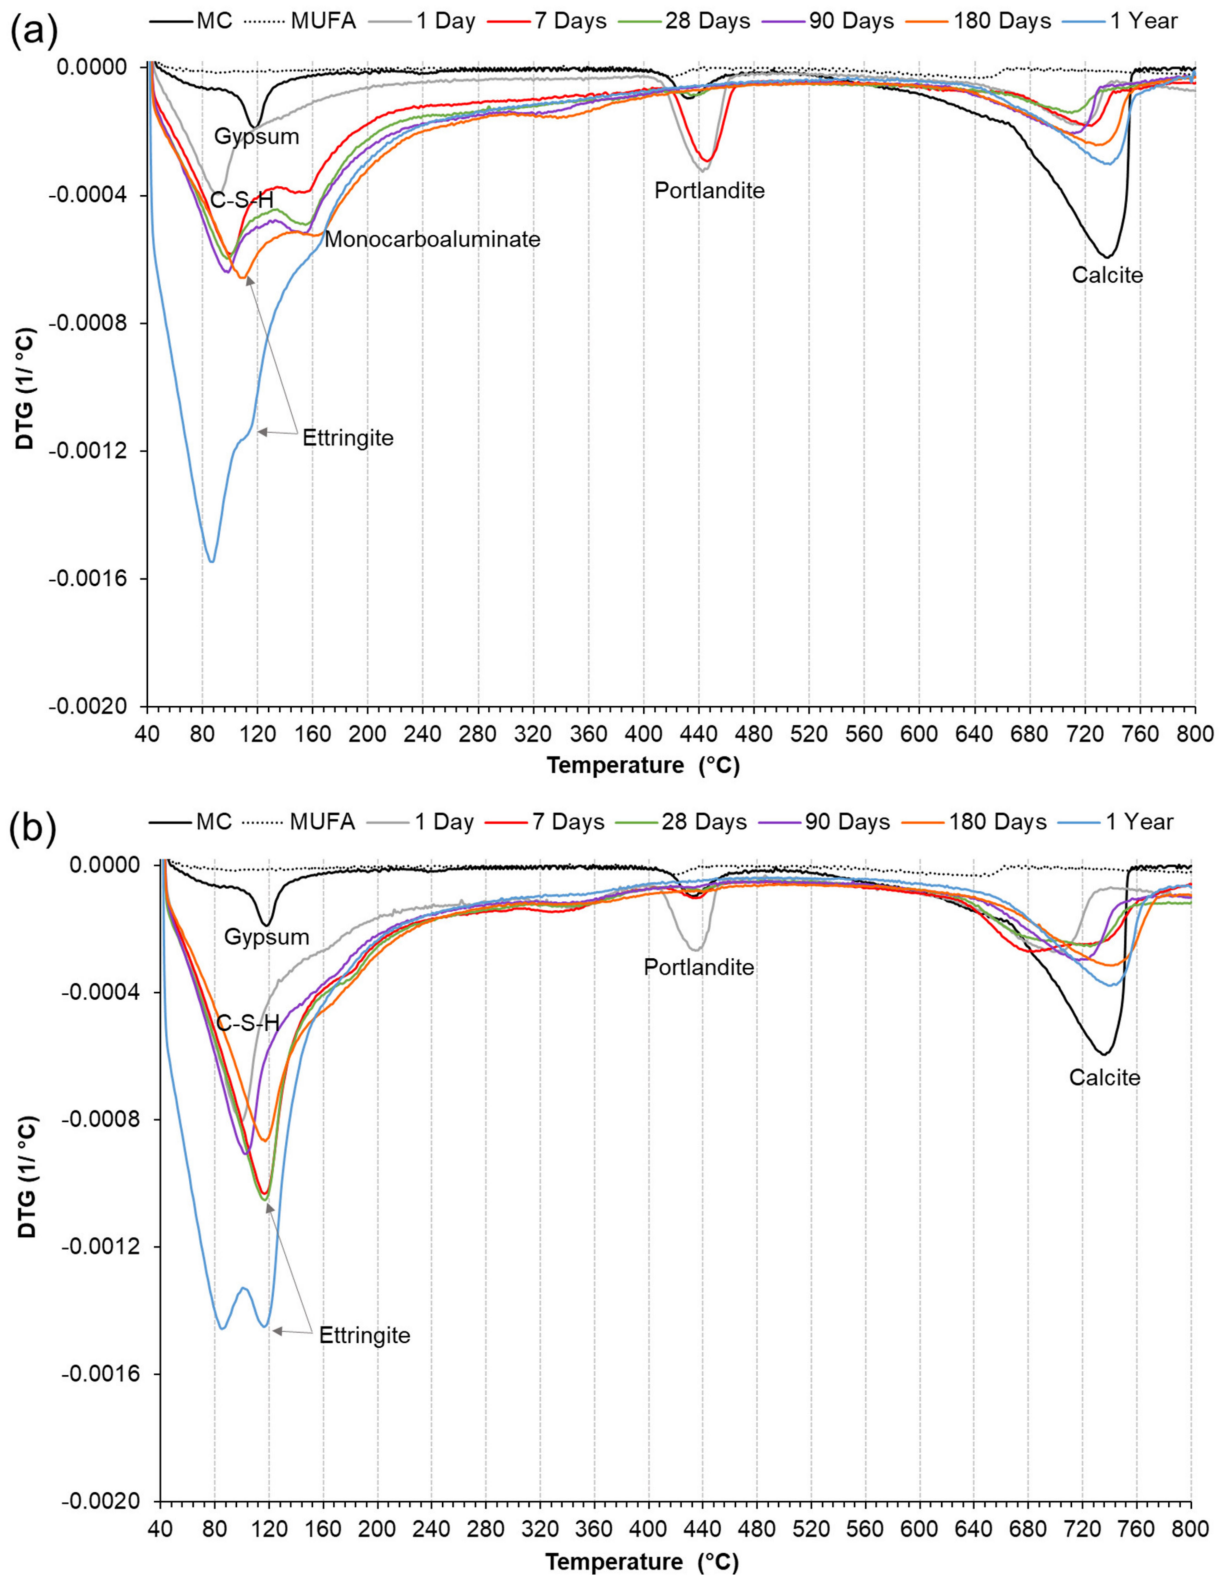 (a)
MC MUFA 1 Day 7 Days 28 Days 90 Days 180 Days 1 Year
0.0000
-0.0004
-0.0008
-0.0012
-0.0016
-0.0020
DTG (1/ °C)
Gypsum
C-S-H
Monocarboaluminate
Portlandite
Calcite
Ettringite
40 80 120 160 200 240 280 320 360 400 440 480 520 560 600 640 680 720 760 800
Temperature (°C)
(b)
MC MUFA 1 Day 7 Days 28 Days 90 Days 180 Days 1 Year
0.0000
-0.0004
-0.0008
-0.0012
-0.0016
-0.0020
DTG (1/ °C)
Gypsum
Portlandite
C-S-H
Calcite
Ettringite
40 80 120 160 200 240 280 320 360 400 440 480 520 560 600 640 680 720 760 800
Temperature (°C)